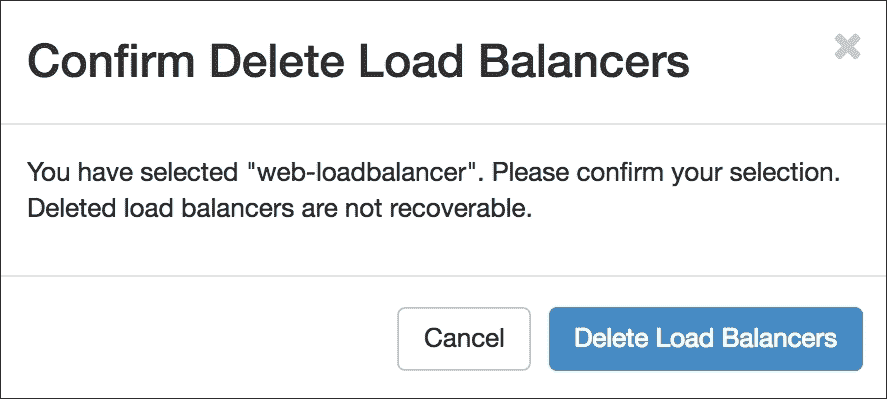 Confirm Delete Load Balancers
You have selected "web-loadbalancer". Please confirm your selection.
Deleted load balancers are not recoverable.
Cancel
Delete Load Balancers